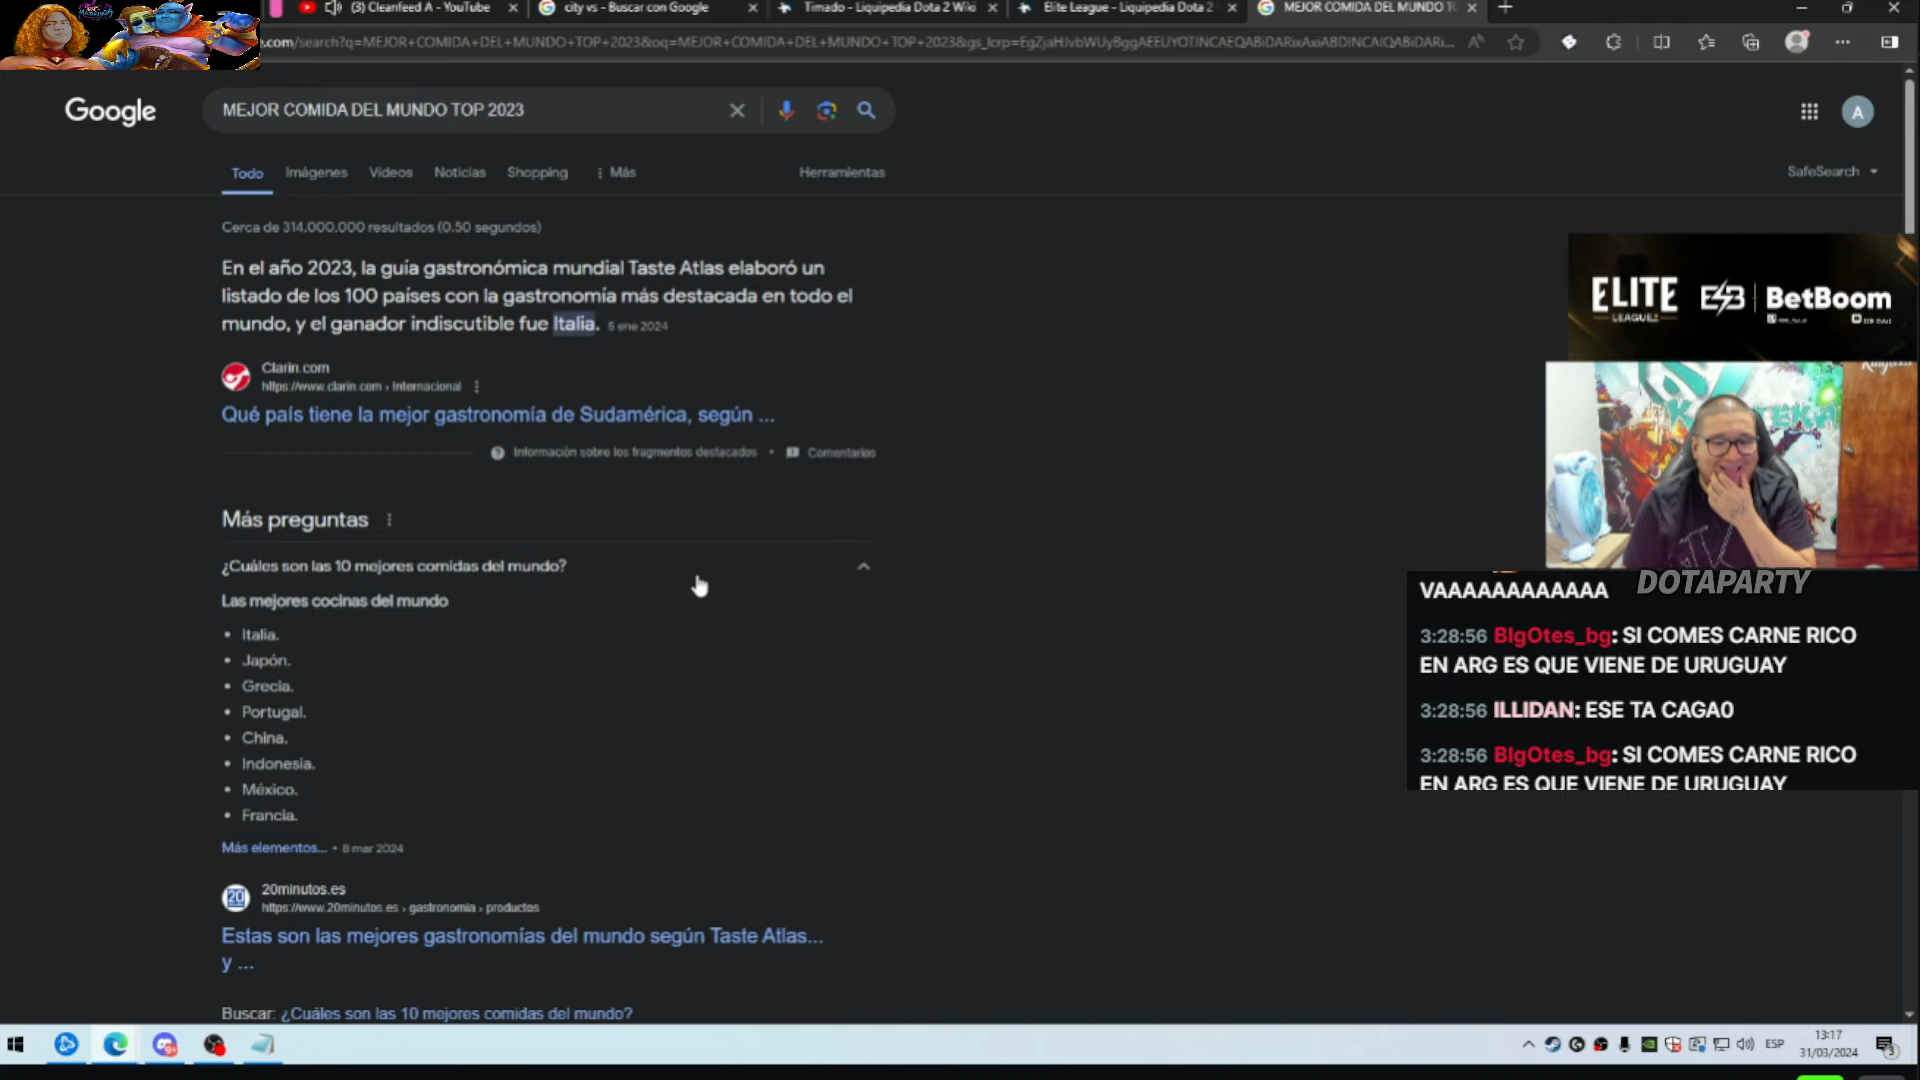 (3) Cleanfeed A - YouTube
city vs - Buscar con Google
Timado - Liquipedia Dota 2 Wiki
Elite League - Liquipedia Dota 2
MEJOR COMIDA DEL MUNDO TO
Google
MEJOR COMIDA DEL MUNDO TOP 2023
A
Todo
Imágenes
Vídeos
Noticias
Shopping
Más
Herramientas
SafeSearch
Cerca de 314,000,000 resultados (0.50 segundos)
En el año 2023, la guía gastronómica mundial Taste Atlas elaboró un
listado de los 100 países con la gastronomía más destacada en todo el
mundo, y el ganador indiscutible fue Italia. 5 ene 2024
Clarin.com
https://www.clarin.com › Internacional
Qué país tiene la mejor gastronomía de Sudamérica, según ...
Información sobre los fragmentos destacados • Comentarios
Más preguntas
¿Cuáles son las 10 mejores comidas del mundo?
Las mejores cocinas del mundo
• Italia.
• Japón.
• Grecia.
• Portugal.
• China.
• Indonesia.
• México.
• Francia.
Más elementos... • 8 mar 2024
20
20minutos.es
https://www.20minutos.es › gastronomia › productos
Estas son las mejores gastronomías del mundo según Taste Atlas...
y ...
Buscar: ¿Cuáles son las 10 mejores comidas del mundo?
ELITE
LEAGUE
BetBoom
DOTAPARTY
VAAAAAAAAAAAA
3:28:56 BIgOtes_bg: SI COMES CARNE RICO
EN ARG ES QUE VIENE DE URUGUAY
3:28:56 ILLIDAN: ESE TA CAGA0
3:28:56 BIgOtes_bg: SI COMES CARNE RICO
EN ARG ES QUE VIENE DE URUGUAY
ESP
13:17
31/03/2024
3